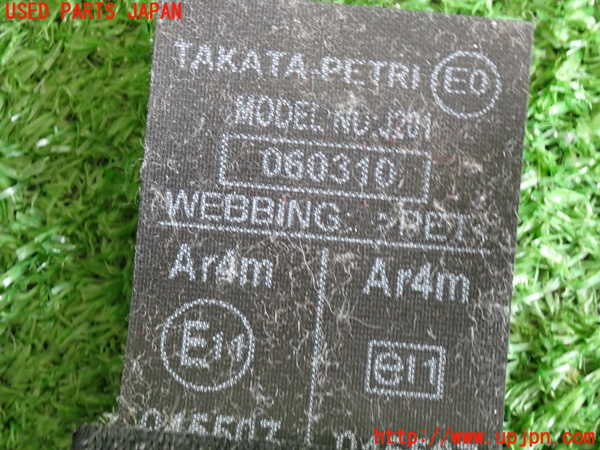 USED PARTS JAPAN
TAKATA-PETRI E0
MODEL NO.J201
060310
WEBBING: >PET<
Ar4m Ar4m
E11 e11
045507
http://www.upjpn.com/